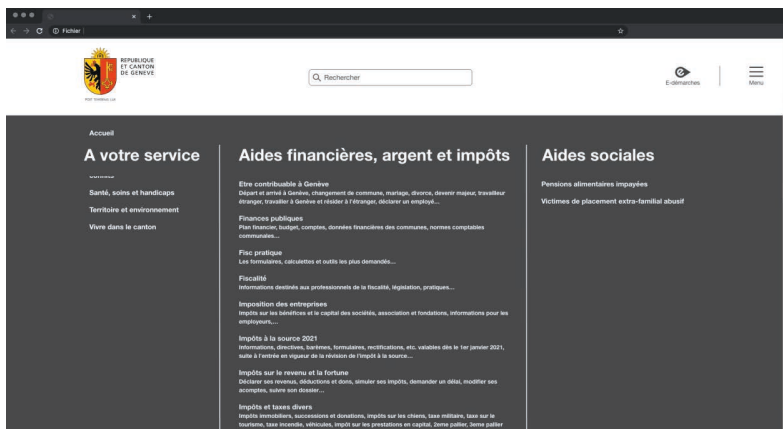 Fichier
REPUBLIQUE
ET CANTON
DE GENEVE
POST TENEBRAS LUX
Rechercher
E-démarches
Menu
Accueil
A votre service
Santé, soins et handicaps
Territoire et environnement
Vivre dans le canton
Aides financières, argent et impôts
Etre contribuable à Genève
Départ et arrivé à Genève, changement de commune, mariage, divorce, devenir majeur, travailleur
étranger, travailler à Genève et résider à l'étranger, déclarer un employé...
Finances publiques
Plan financier, budget, comptes, données financières des communes, normes comptables
communales...
Fisc pratique
Les formulaires, calculettes et outils les plus demandés...
Fiscalité
Informations destinés aux professionnels de la fiscalité, législation, pratiques...
Imposition des entreprises
Impôts sur les bénéfices et le capital des sociétés, association et fondations, informations pour les
employeurs,...
Impôts à la source 2021
Informations, directives, barèmes, formulaires, rectifications, etc. valables dès le 1er janvier 2021,
suite à l'entrée en vigueur de la révision de l'impôt à la source...
Impôts sur le revenu et la fortune
Déclarer ses revenus, déductions et dons, simuler ses impôts, demander un délai, modifier ses
acomptes, suivre son dossier...
Impôts et taxes divers
Impôts immobiliers, successions et donations, impôts sur les chiens, taxe militaire, taxe sur le
tourisme, taxe incendie, véhicules, impôt sur les prestations en capital, 2eme pallier, 3eme pallier
Aides sociales
Pensions alimentaires impayées
Victimes de placement extra-familial abusif